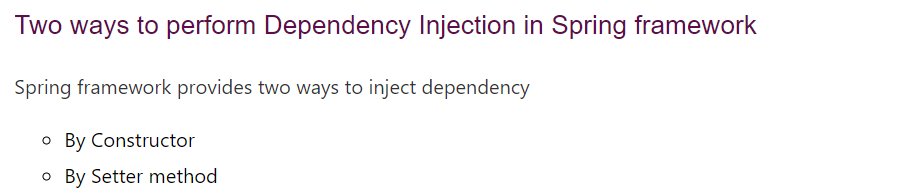 Two ways to perform Dependency Injection in Spring framework
Spring framework provides two ways to inject dependency
By Constructor
By Setter method